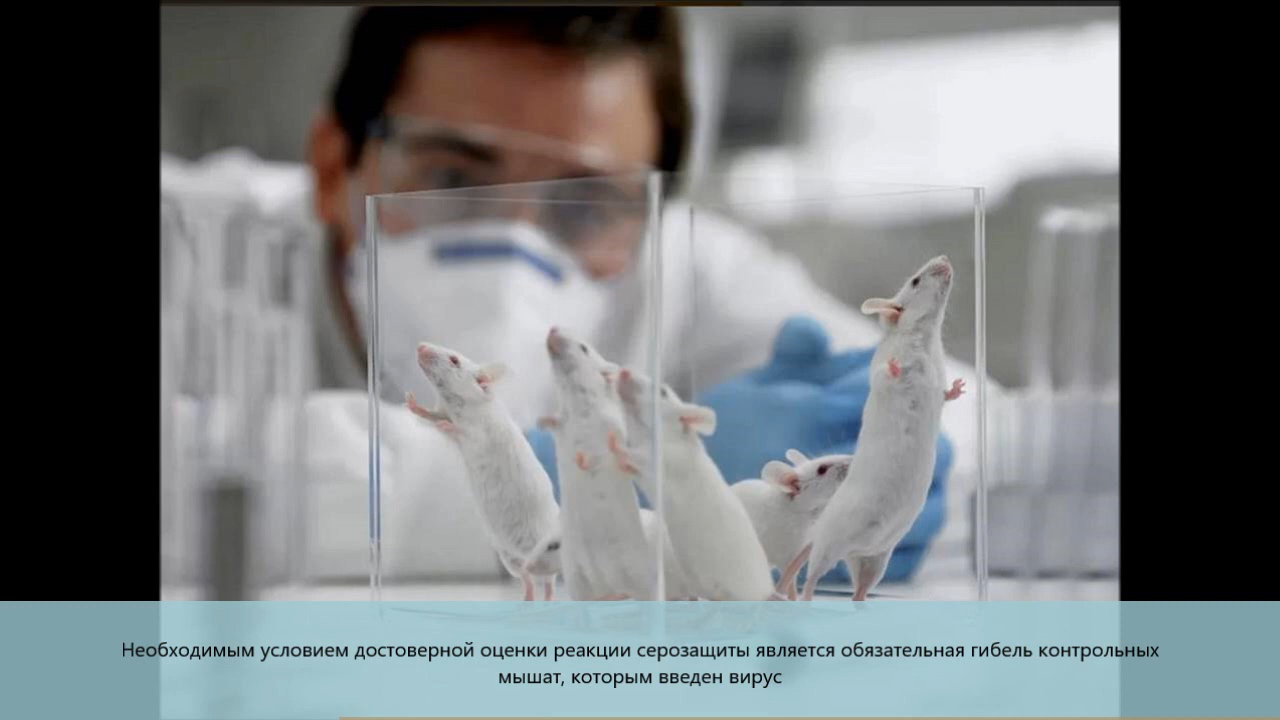 Необходимым условием достоверной оценки реакции серозащиты является обязательная гибель контрольных
мышат, которым введен вирус